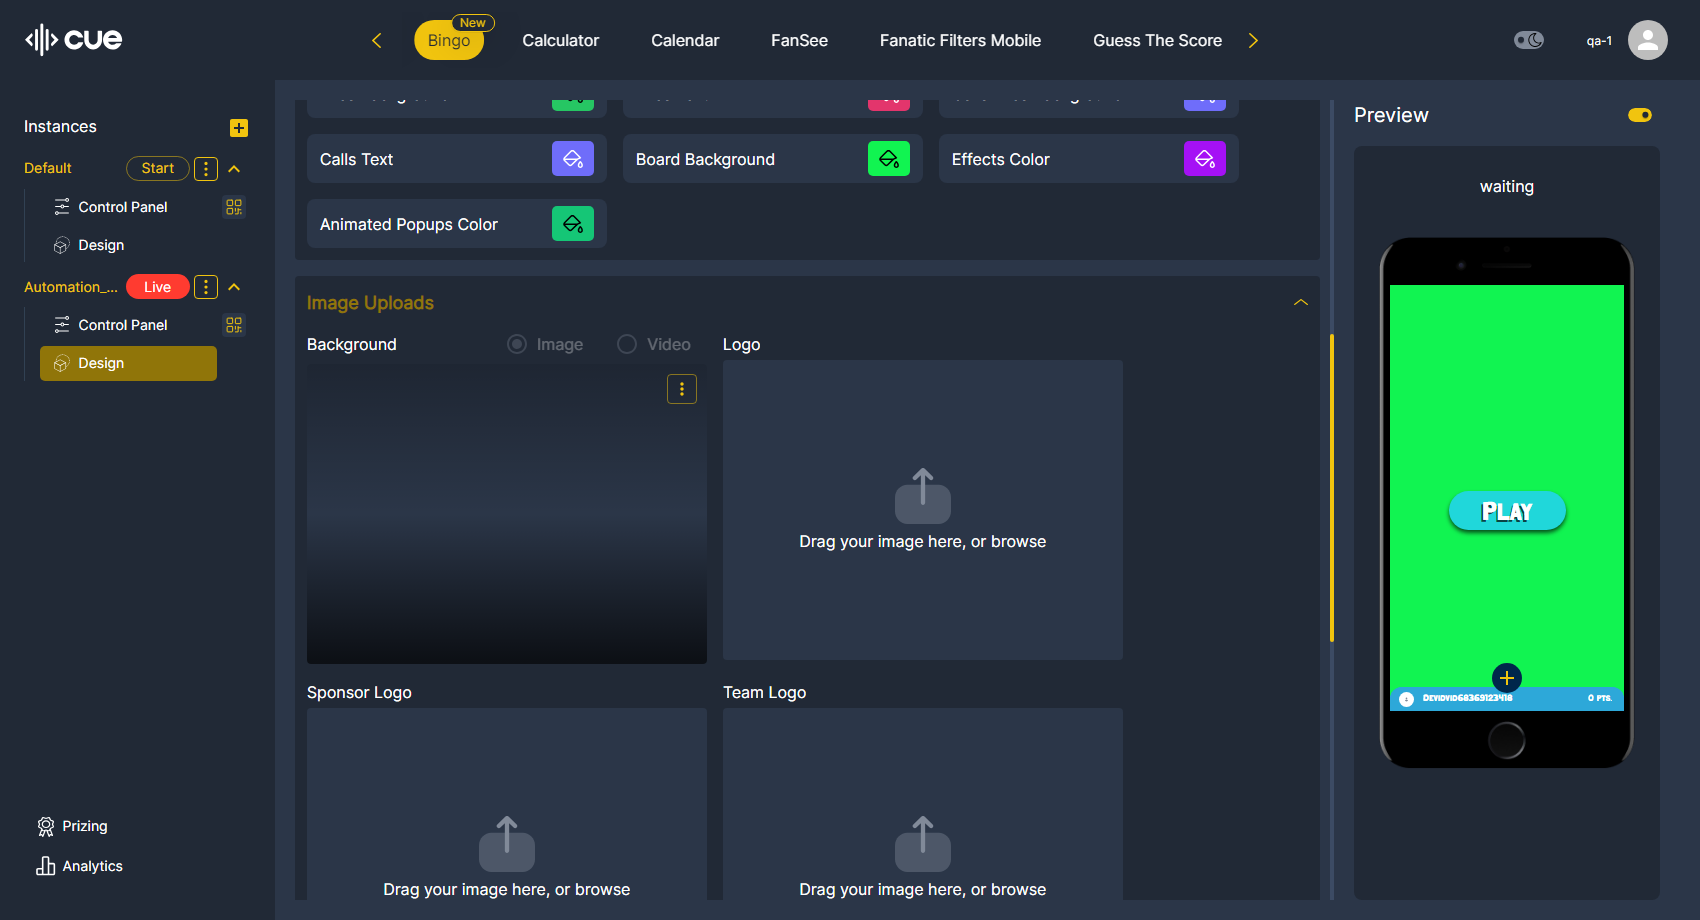 cue
New
Bingo
Calculator
Calendar
FanSee
Fanatic Filters Mobile
Guess The Score
qa-1
Instances
Default
Start
Control Panel
Design
Automation_...
Live
Control Panel
Design
Prizing
Analytics
Calls Text
Board Background
Effects Color
Animated Popups Color
Image Uploads
Background
Image
Video
Logo
Drag your image here, or browse
Sponsor Logo
Team Logo
Drag your image here, or browse
Drag your image here, or browse
Preview
waiting
PLAY
0 PTS.